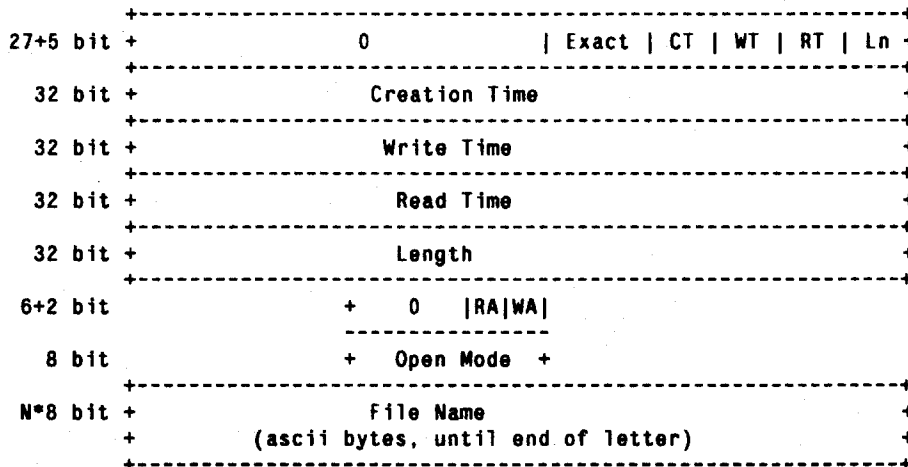 +----------------------------------------------------------+
27+5 bit + 0 | Exact | CT | WT | RT | Ln +
+----------------------------------------------------------+
32 bit + Creation Time +
+----------------------------------------------------------+
32 bit + Write Time +
+----------------------------------------------------------+
32 bit + Read Time +
+----------------------------------------------------------+
32 bit + Length +
+----------------------------------------------------------+
6+2 bit + 0 |RA|WA|
---------------
8 bit + Open Mode +
+----------------------------------------------------------+
N*8 bit + File Name +
+ (ascii bytes, until end of letter) +
+----------------------------------------------------------+